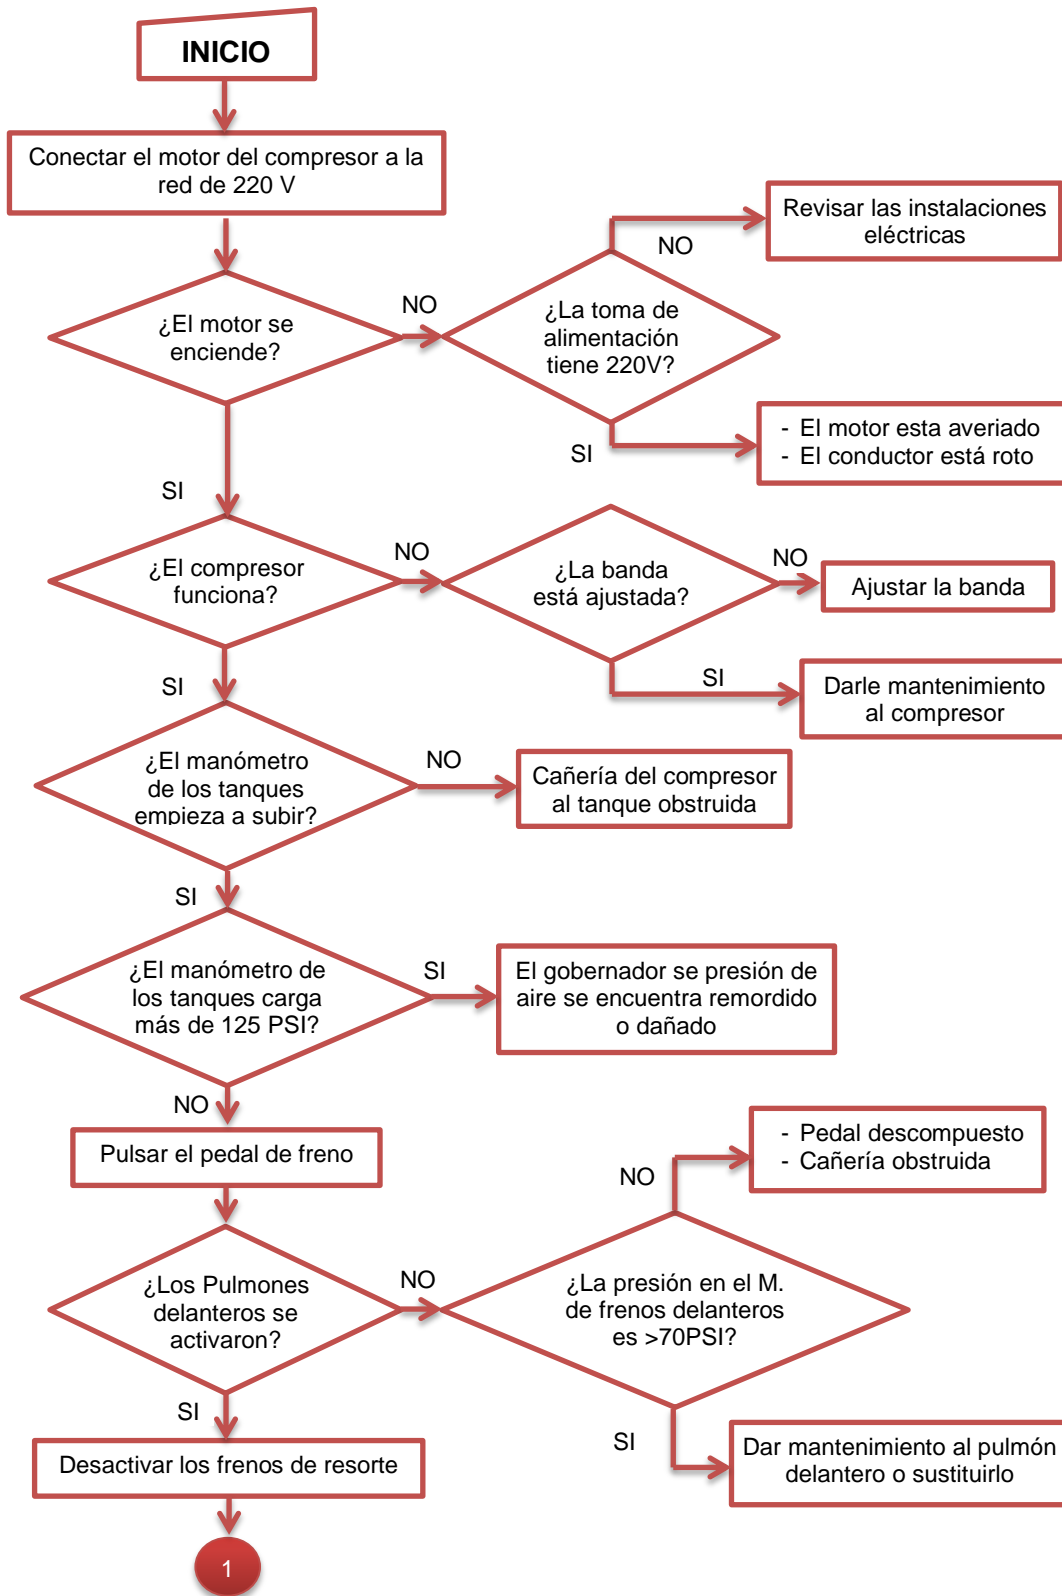 INICIO
Conectar el motor del compresor a la
red de 220 V
Revisar las instalaciones
eléctricas
NO
¿El motor se
enciende?
NO
¿La toma de
alimentación
tiene 220V?
SI
- El motor esta averiado
- El conductor está roto
SI
¿El compresor
funciona?
NO
¿La banda
está ajustada?
NO
Ajustar la banda
SI
Darle mantenimiento
al compresor
SI
¿El manómetro
de los tanques
empieza a subir?
NO
Cañería del compresor
al tanque obstruida
SI
¿El manómetro de
los tanques carga
más de 125 PSI?
SI
El gobernador se presión de
aire se encuentra remordido
o dañado
NO
Pulsar el pedal de freno
- Pedal descompuesto
- Cañería obstruida
NO
¿Los Pulmones
delanteros se
activaron?
NO
¿La presión en el M.
de frenos delanteros
es >70PSI?
SI
Dar mantenimiento al pulmón
delantero o sustituirlo
SI
Desactivar los frenos de resorte
1